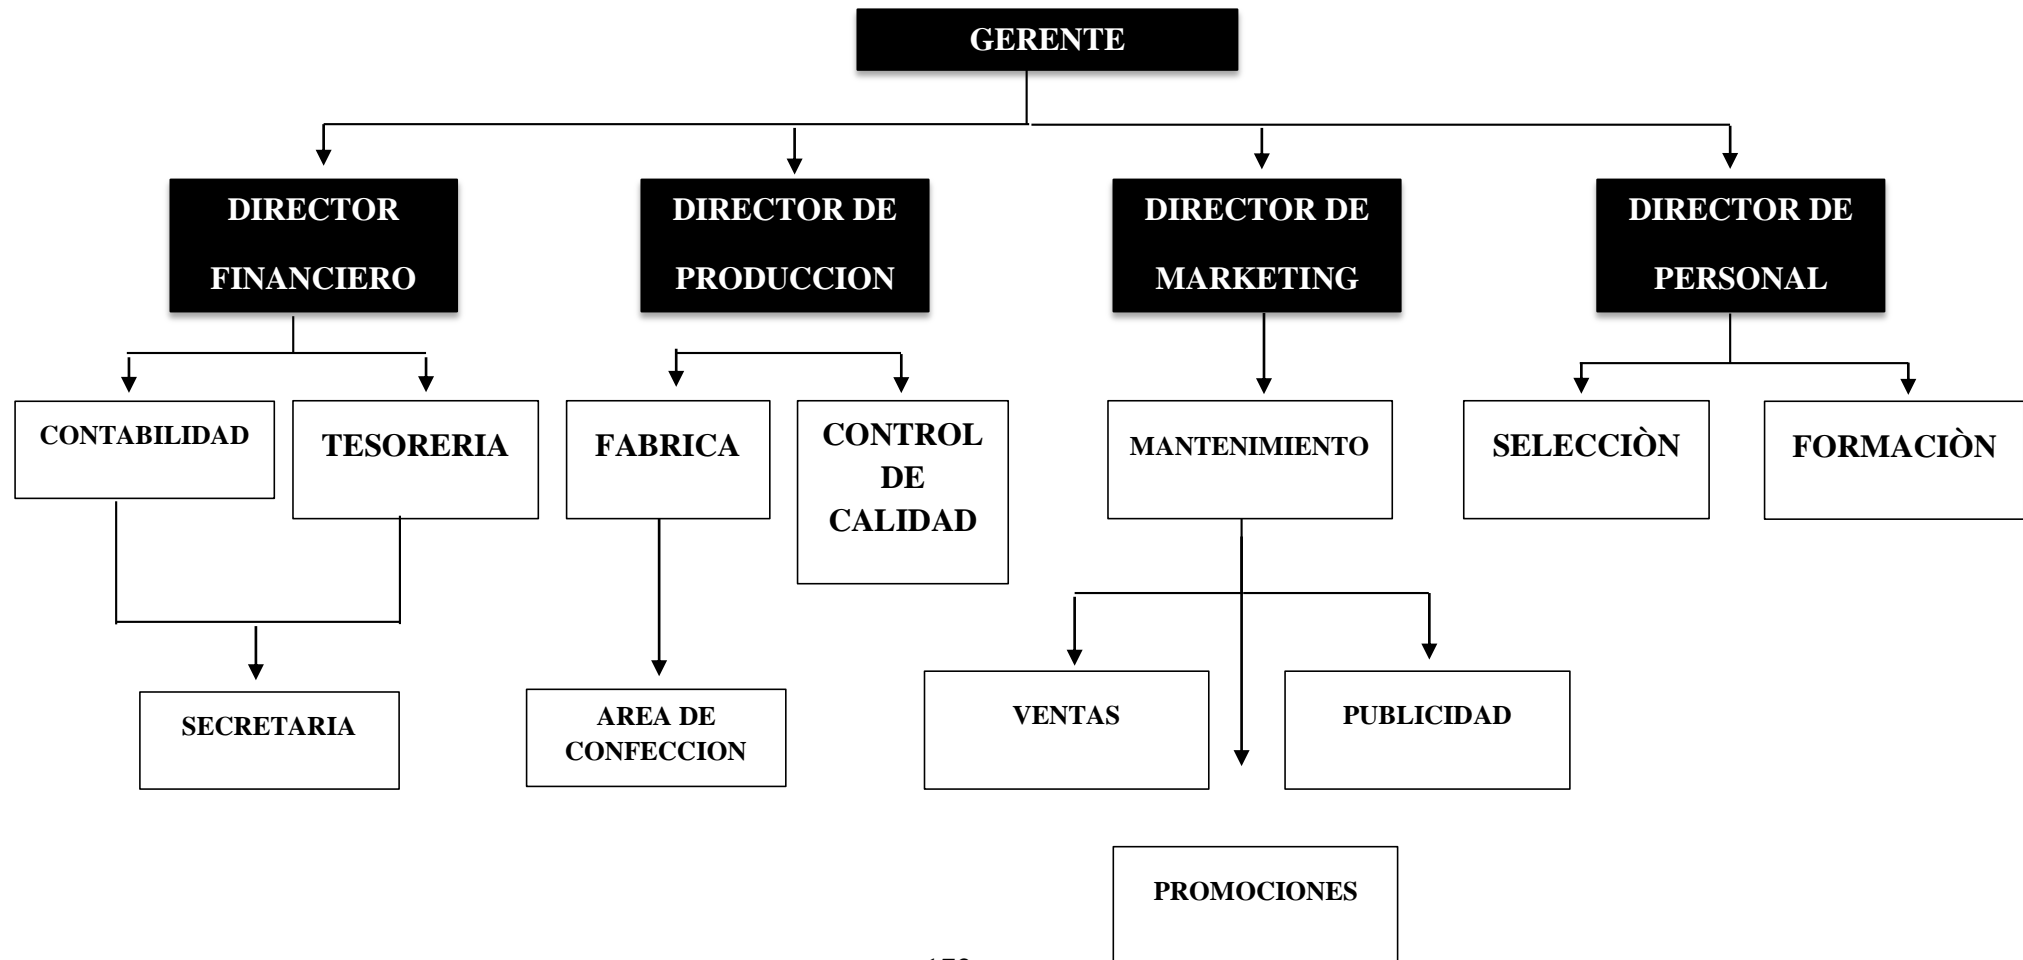 GERENTE
DIRECTOR
FINANCIERO
DIRECTOR DE
PRODUCCION
DIRECTOR DE
MARKETING
DIRECTOR DE
PERSONAL
CONTABILIDAD
TESORERIA
FABRICA
CONTROL
DE
CALIDAD
MANTENIMIENTO
SELECCIÒN
FORMACIÒN
SECRETARIA
AREA DE
CONFECCION
VENTAS
PUBLICIDAD
PROMOCIONES